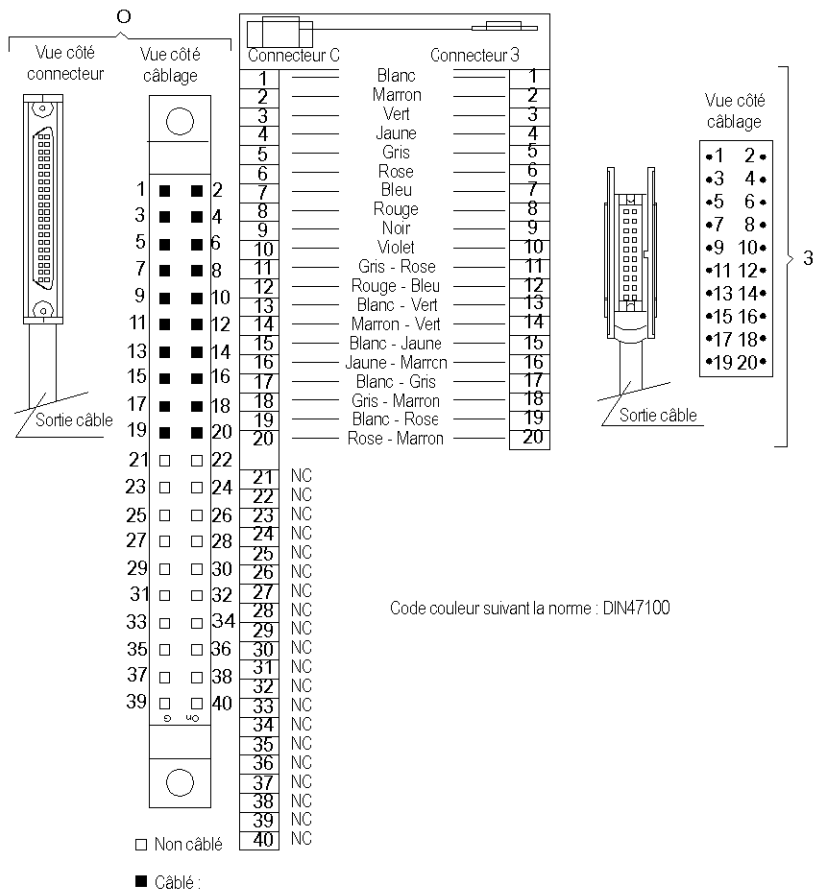 O
Vue côté connecteur
Vue côté câblage
Sortie câble
1 2
3 4
5 6
7 8
9 10
11 12
13 14
15 16
17 18
19 20
21 22
23 24
25 26
27 28
29 30
31 32
33 34
35 36
37 38
39 40
G On
□ Non câblé
■ Câblé :
Connecteur C Connecteur 3
1 Blanc 1
2 Marron 2
3 Vert 3
4 Jaune 4
5 Gris 5
6 Rose 6
7 Bleu 7
8 Rouge 8
9 Noir 9
10 Violet 10
11 Gris - Rose 11
12 Rouge - Bleu 12
13 Blanc - Vert 13
14 Marron - Vert 14
15 Blanc - Jaune 15
16 Jaune - Marron 16
17 Blanc - Gris 17
18 Gris - Marron 18
19 Blanc - Rose 19
20 Rose - Marron 20
21 NC
22 NC
23 NC
24 NC
25 NC
26 NC
27 NC
28 NC
29 NC
30 NC
31 NC
32 NC
33 NC
34 NC
35 NC
36 NC
37 NC
38 NC
39 NC
40 NC
Code couleur suivant la norme : DIN47100
Sortie câble
Vue côté câblage
•1 2•
•3 4•
•5 6•
•7 8•
•9 10•
•11 12•
•13 14•
•15 16•
•17 18•
•19 20•
3